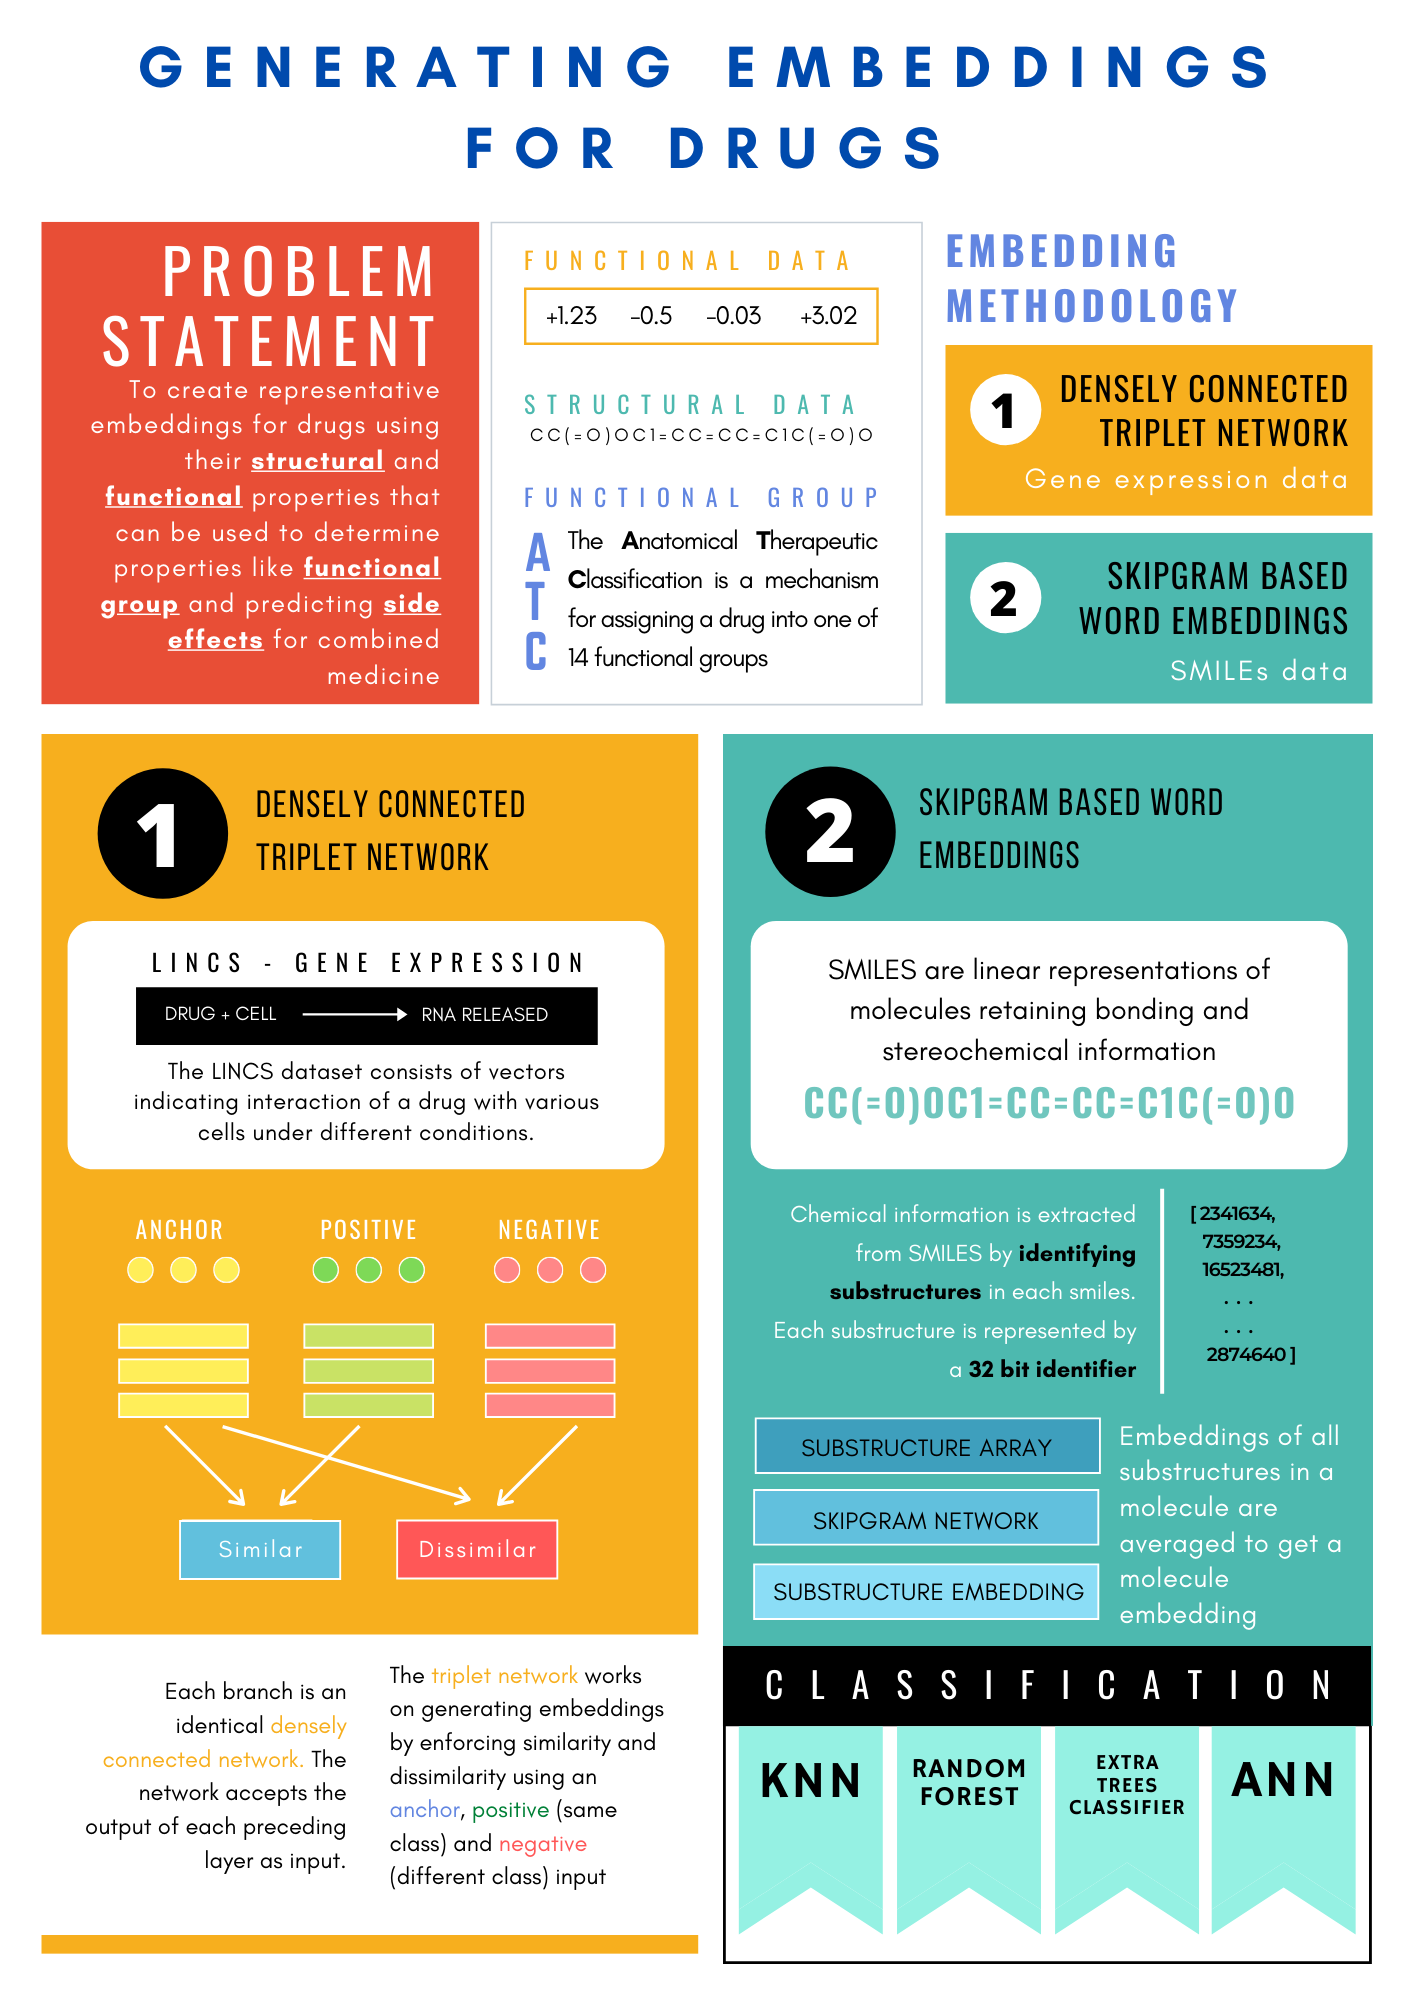 GENERATING EMBEDDINGS
FOR DRUGS
PROBLEM
STATEMENT
To create representative
embeddings for drugs using
their structural and
functional properties that
can be used to determine
properties like functional
group and predicting side
effects for combined
medicine
FUNCTIONAL DATA
+1.23 -0.5 -0.03 +3.02
STRUCTURAL DATA
CC(=O)OC1=CC=CC=C1C(=O)O
FUNCTIONAL GROUP
A
T
C
The Anatomical Therapeutic
Classification is a mechanism
for assigning a drug into one of
14 functional groups
EMBEDDING
METHODOLOGY
1
DENSELY CONNECTED
TRIPLET NETWORK
Gene expression data
2
SKIPGRAM BASED
WORD EMBEDDINGS
SMILEs data
1
DENSELY CONNECTED
TRIPLET NETWORK
LINCS - GENE EXPRESSION
DRUG + CELL RNA RELEASED
The LINCS dataset consists of vectors
indicating interaction of a drug with various
cells under different conditions.
ANCHOR POSITIVE NEGATIVE
Similar Dissimilar
Each branch is an
identical densely
connected network. The
network accepts the
output of each preceding
layer as input.
The triplet network works
on generating embeddings
by enforcing similarity and
dissimilarity using an
anchor, positive (same
class) and negative
(different class) input
2
SKIPGRAM BASED WORD
EMBEDDINGS
SMILES are linear representations of
molecules retaining bonding and
stereochemical information
CC(=O)OC1=CC=CC=C1C(=O)O
Chemical information is extracted
from SMILES by identifying
substructures in each smiles.
Each substructure is represented by
a 32 bit identifier
[ 2341634,
7359234,
16523481,
. . .
. . .
2874640 ]
SUBSTRUCTURE ARRAY
SKIPGRAM NETWORK
SUBSTRUCTURE EMBEDDING
Embeddings of all
substructures in a
molecule are
averaged to get a
molecule
embedding
CLASSIFICATION
KNN
RANDOM
FOREST
EXTRA
TREES
CLASSIFIER
ANN